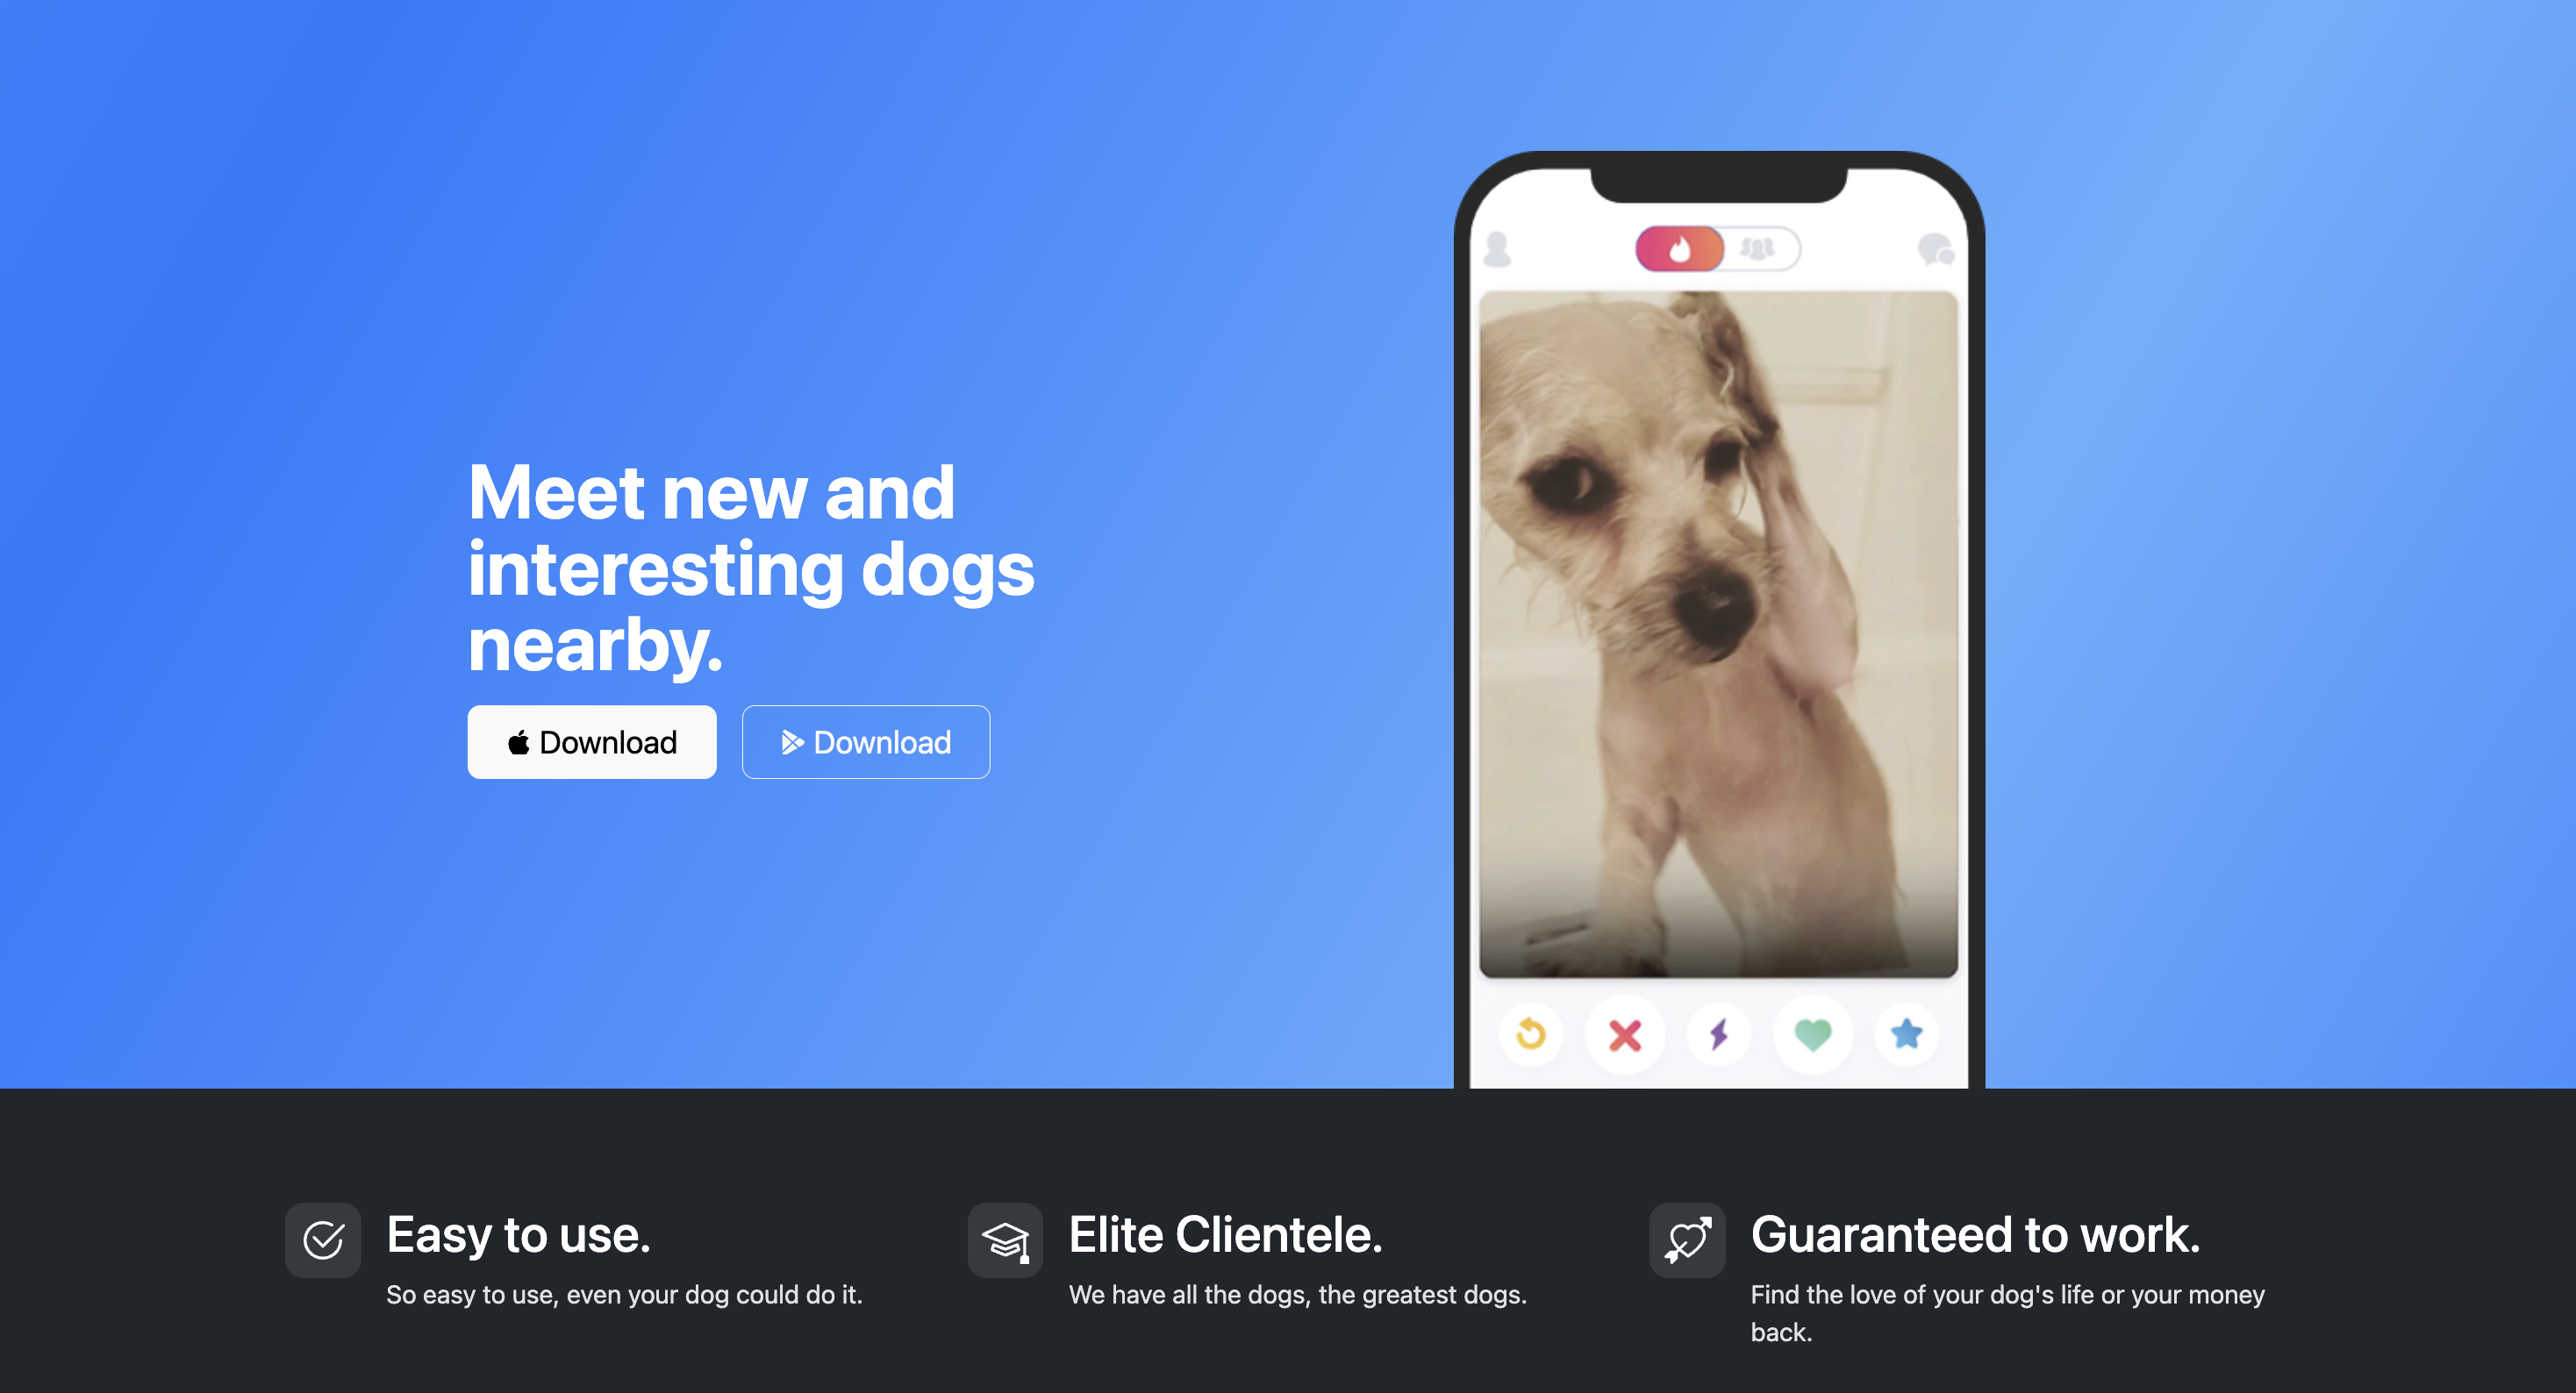 Meet new and
interesting dogs
nearby.
Download
Download
Easy to use.
So easy to use, even your dog could do it.
Elite Clientele.
We have all the dogs, the greatest dogs.
Guaranteed to work.
Find the love of your dog's life or your money
back.